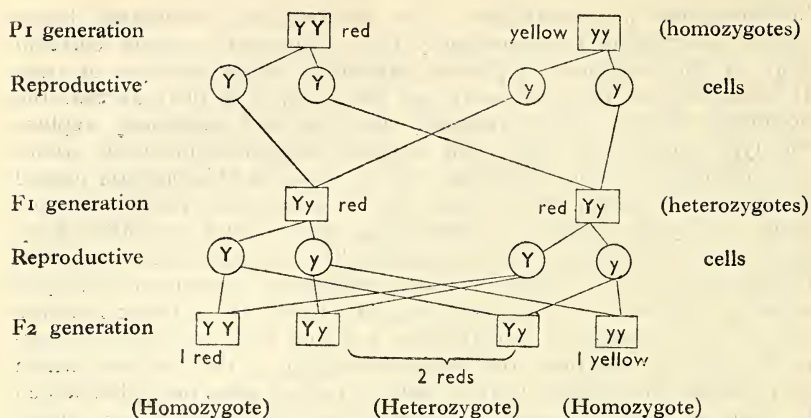 P1 generation YY red yellow yy (homozygotes)
Reproductive Y Y y y cells
F1 generation Yy red red Yy (heterozygotes)
Reproductive Y y Y y cells
F2 generation YY Yy Yy yy
1 red 1 yellow
2 reds
(Homozygote) (Heterozygote) (Homozygote)